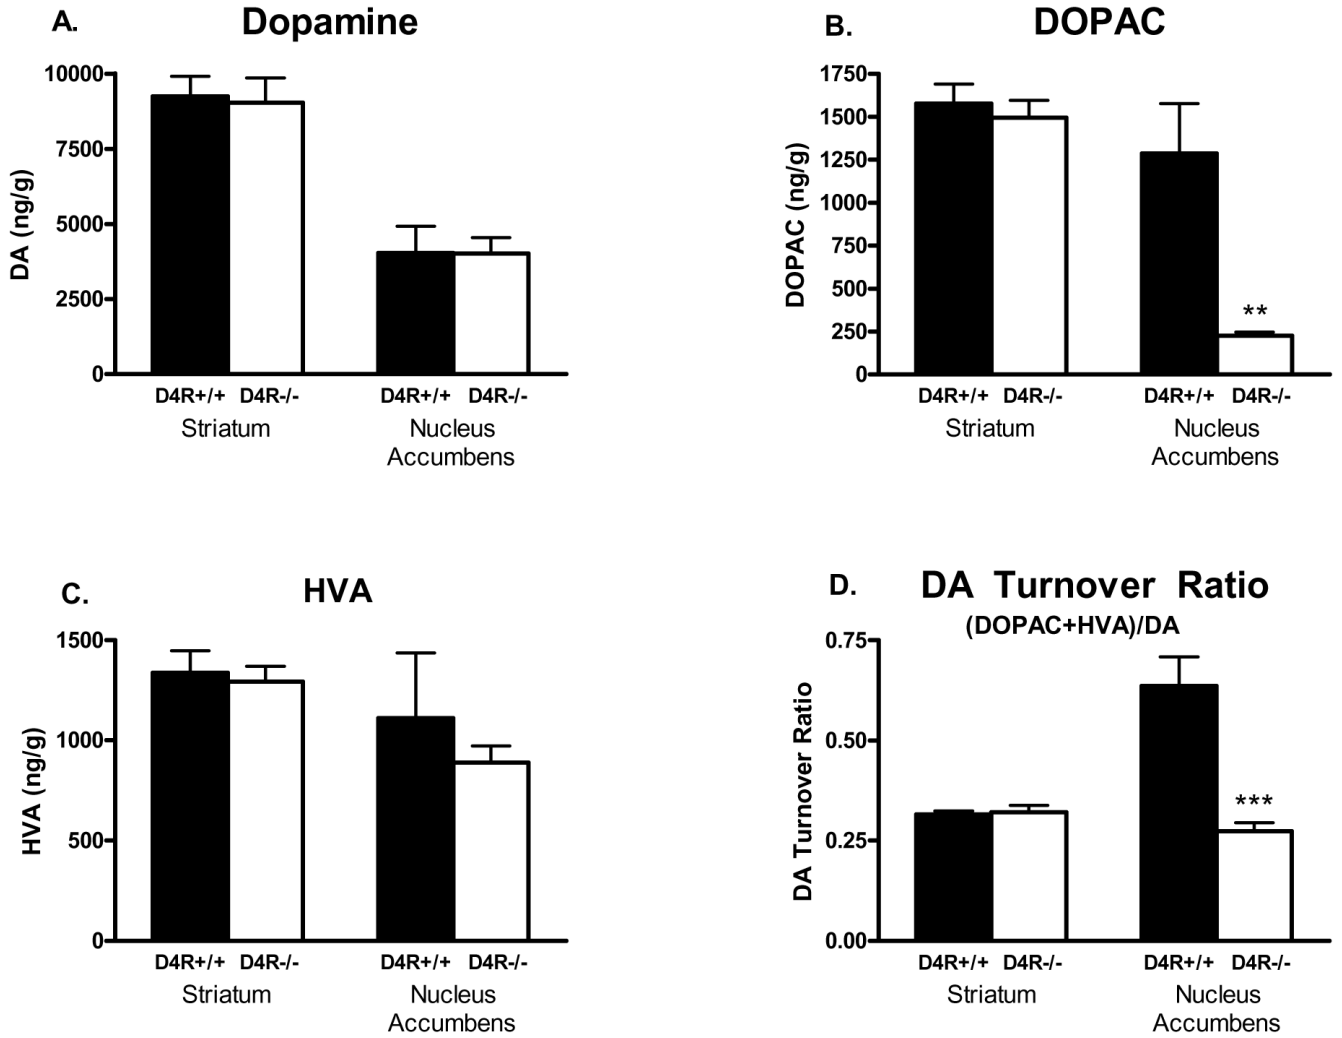 A.
Dopamine
10000
7500
5000
2500
0
DA (ng/g)
D4R+/+ D4R-/- D4R+/+ D4R-/-
Striatum Nucleus
Accumbens
B.
DOPAC
1750
1500
1250
1000
750
500
250
0
DOPAC (ng/g)
**
D4R+/+ D4R-/- D4R+/+ D4R-/-
Striatum Nucleus
Accumbens
C.
HVA
1500
1000
500
0
HVA (ng/g)
D4R+/+ D4R-/- D4R+/+ D4R-/-
Striatum Nucleus
Accumbens
D.
DA Turnover Ratio
(DOPAC+HVA)/DA
0.75
0.50
0.25
0.00
DA Turnover Ratio
***
D4R+/+ D4R-/- D4R+/+ D4R-/-
Striatum Nucleus
Accumbens